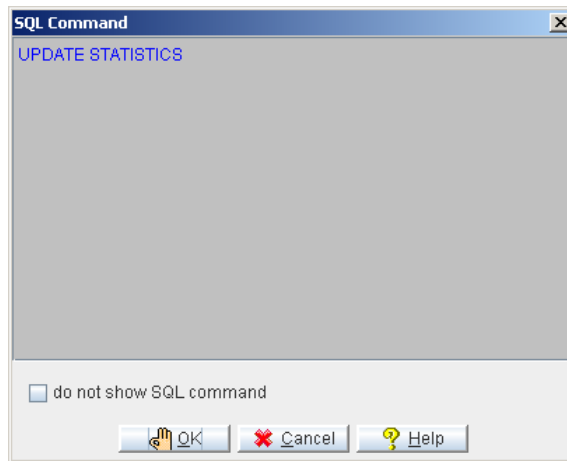 SQL Command
UPDATE STATISTICS
do not show SQL command
OK Cancel Help